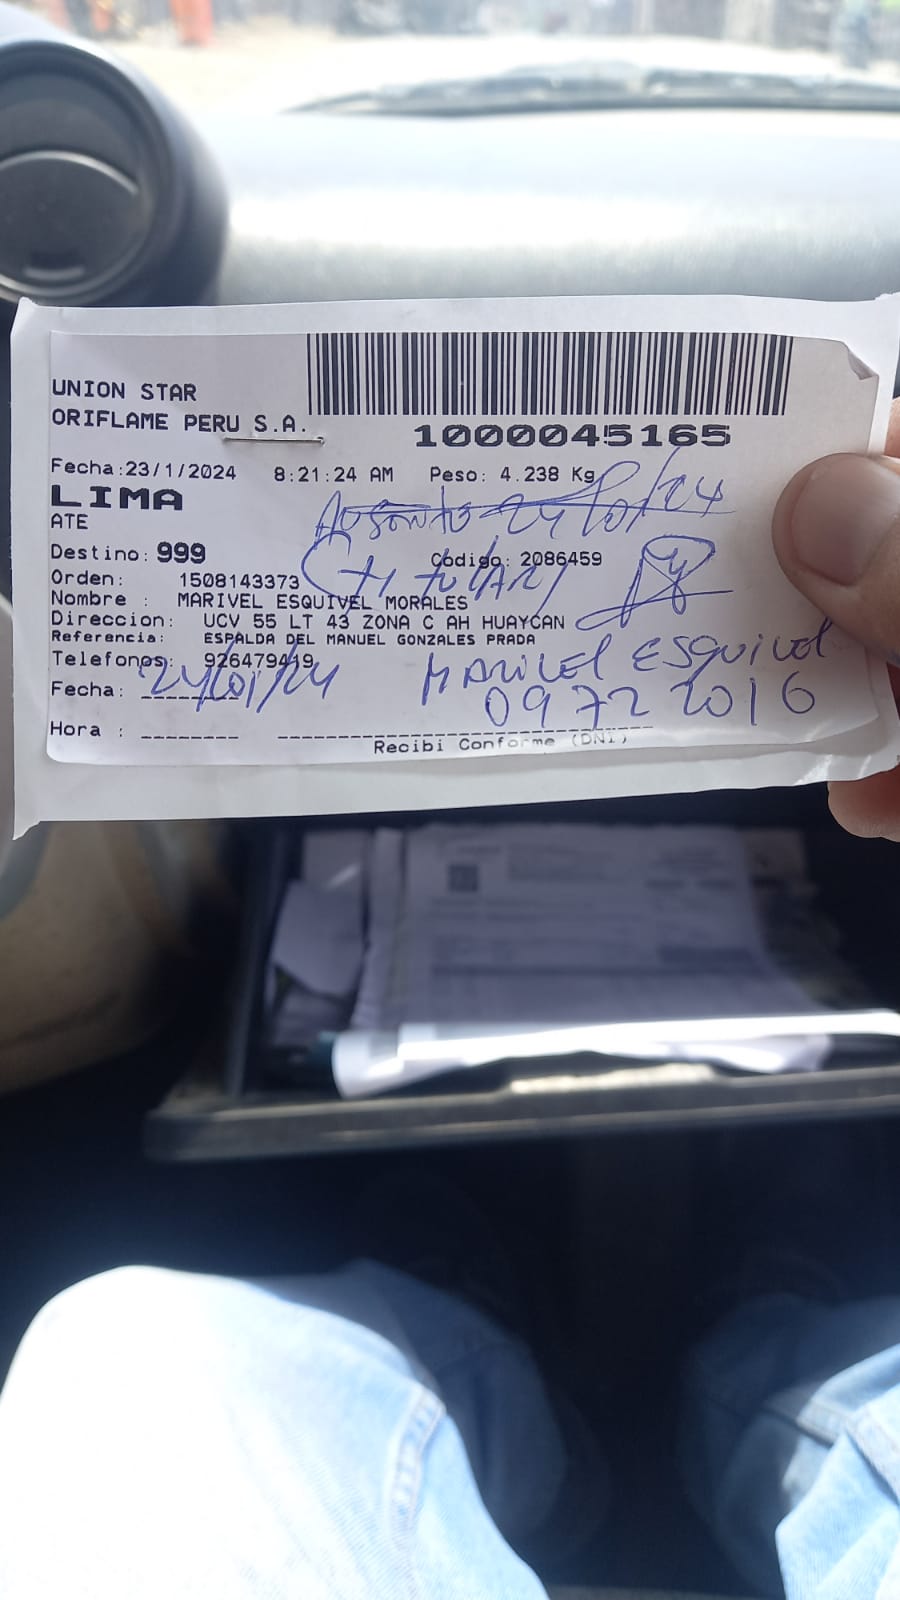 UNION STAR
ORIFLAME PERU S.A.
1000045165
Fecha:23/1/2024 8:21:24 AM Peso: 4.238 Kg
LIMA
Ausente 24/01/24
ATE
Destino: 999 Código: 2086459
(titular)
Orden: 1508143373
Nombre : MARIVEL ESQUIVEL MORALES
Direccion: UCV 55 LT 43 ZONA C AH HUAYCAN
Referencia: ESPALDA DEL MANUEL GONZALES PRADA
Telefonos: 926479419
Marivel Esquivel
Fecha: 24/01/24
09722016
Hora :
Recibi Conforme (DNI)